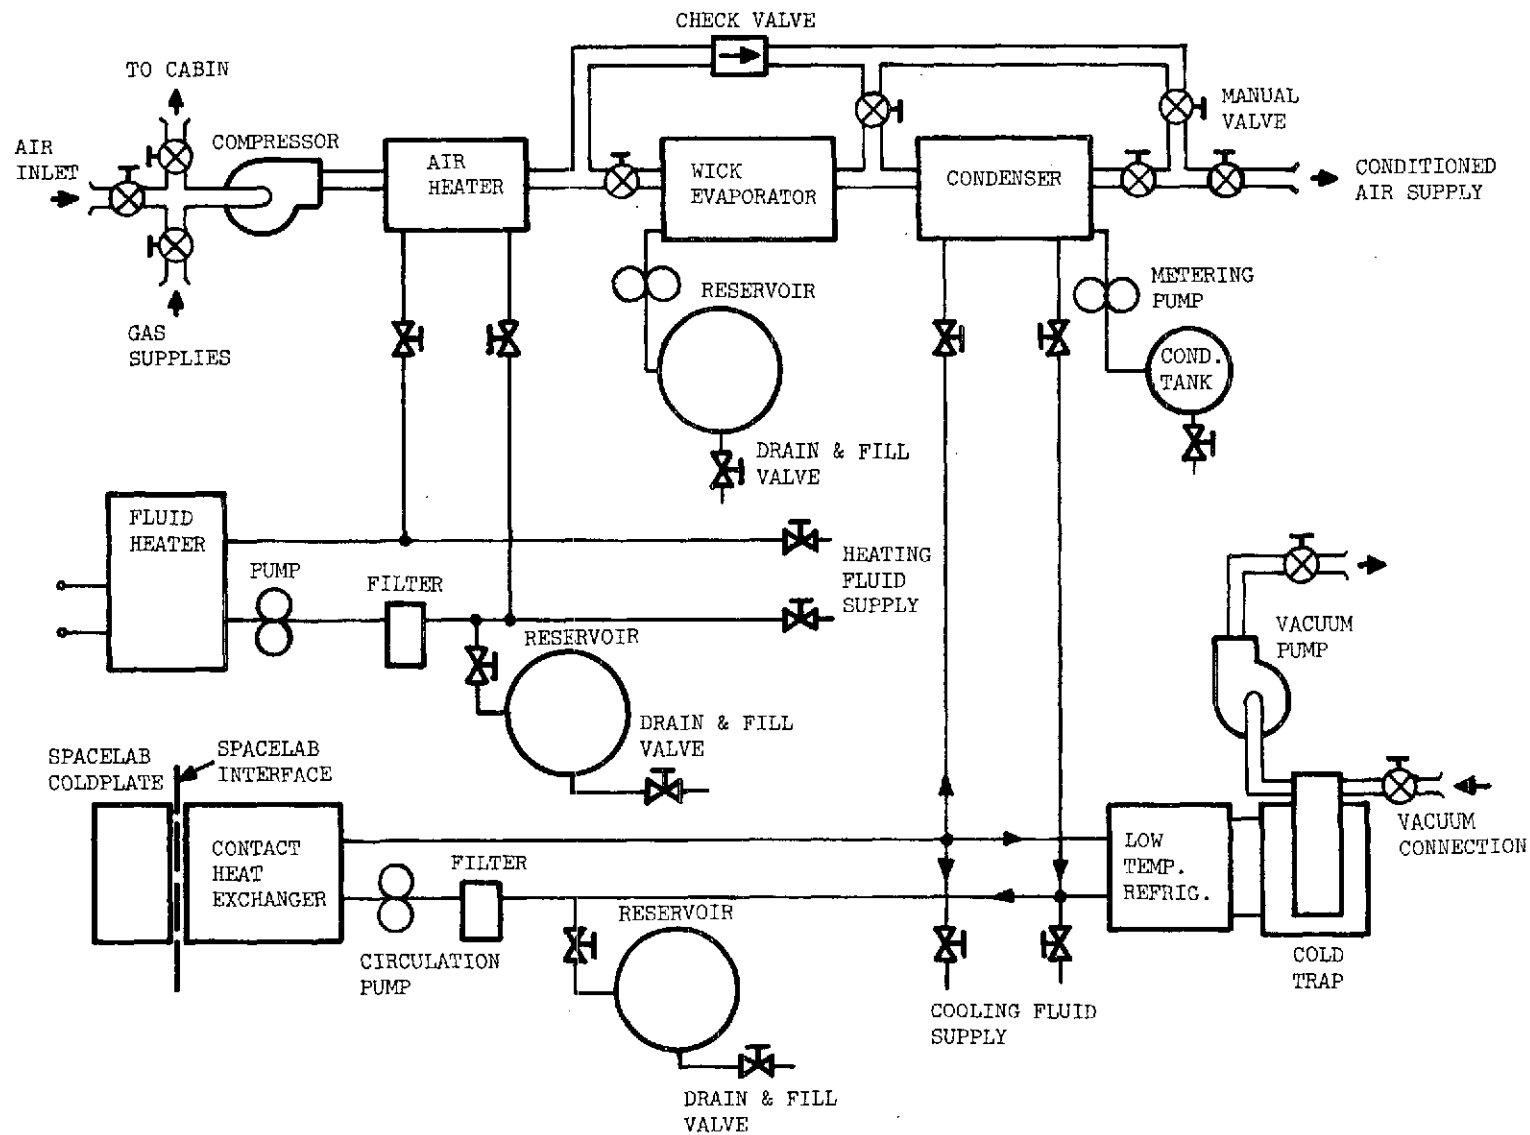 CHECK VALVE
TO CABIN
MANUAL
VALVE
AIR
INLET
COMPRESSOR
AIR
HEATER
WICK
EVAPORATOR
CONDENSER
CONDITIONED
AIR SUPPLY
GAS
SUPPLIES
RESERVOIR
METERING
PUMP
COND.
TANK
DRAIN & FILL
VALVE
FLUID
HEATER
PUMP
FILTER
HEATING
FLUID
SUPPLY
RESERVOIR
DRAIN & FILL
VALVE
VACUUM
PUMP
SPACELAB
COLDPLATE
SPACELAB
INTERFACE
CONTACT
HEAT
EXCHANGER
FILTER
CIRCULATION
PUMP
RESERVOIR
LOW
TEMP.
REFRIG.
VACUUM
CONNECTION
COLD
TRAP
COOLING FLUID
SUPPLY
DRAIN & FILL
VALVE